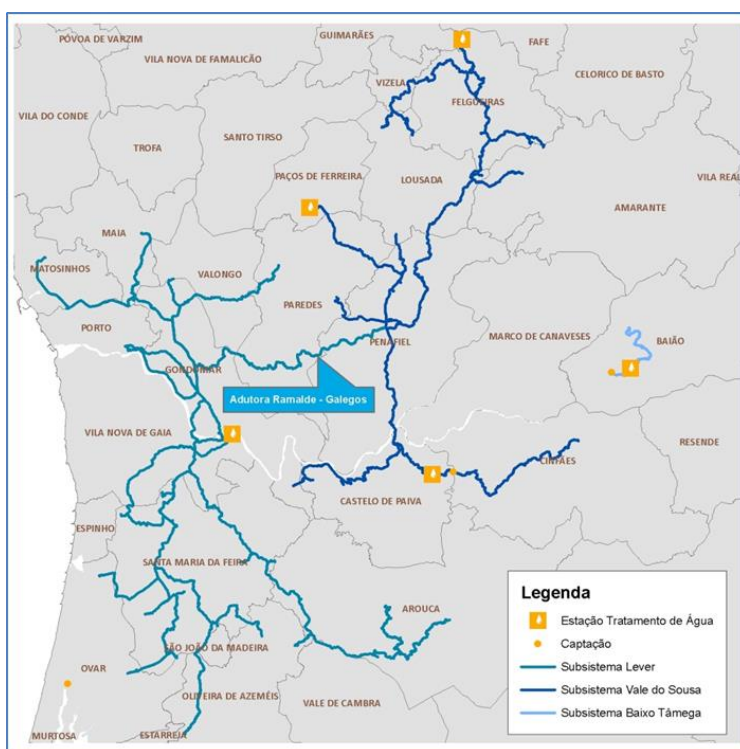 GUIMARÃES
FAFE
PÓVOA DE VARZIM
VILA NOVA DE FAMALICÃO
CELORICO DE BASTO
VIZELA
FELGUEIRAS
VILA DO CONDE
SANTO TIRSO
TROFA
PAÇOS DE FERREIRA
LOUSADA
VILA REAL
AMARANTE
MAIA
MATOSINHOS
VALONGO
PAREDES
PORTO
PENAFIEL
MARCO DE CANAVESES
BAIÃO
GONDOMAR
Adutora Ramalde - Galegos
VILA NOVA DE GAIA
RESENDE
CINFÃES
CASTELO DE PAIVA
ESPINHO
SANTA MARIA DA FEIRA
AROUCA
SÃO JOÃO DA MADEIRA
OVAR
OLIVEIRA DE AZEMÉIS
VALE DE CAMBRA
MURTOSA
ESTARREJA
Legenda
Estação Tratamento de Água
Captação
Subsistema Lever
Subsistema Vale do Sousa
Subsistema Baixo Tâmega